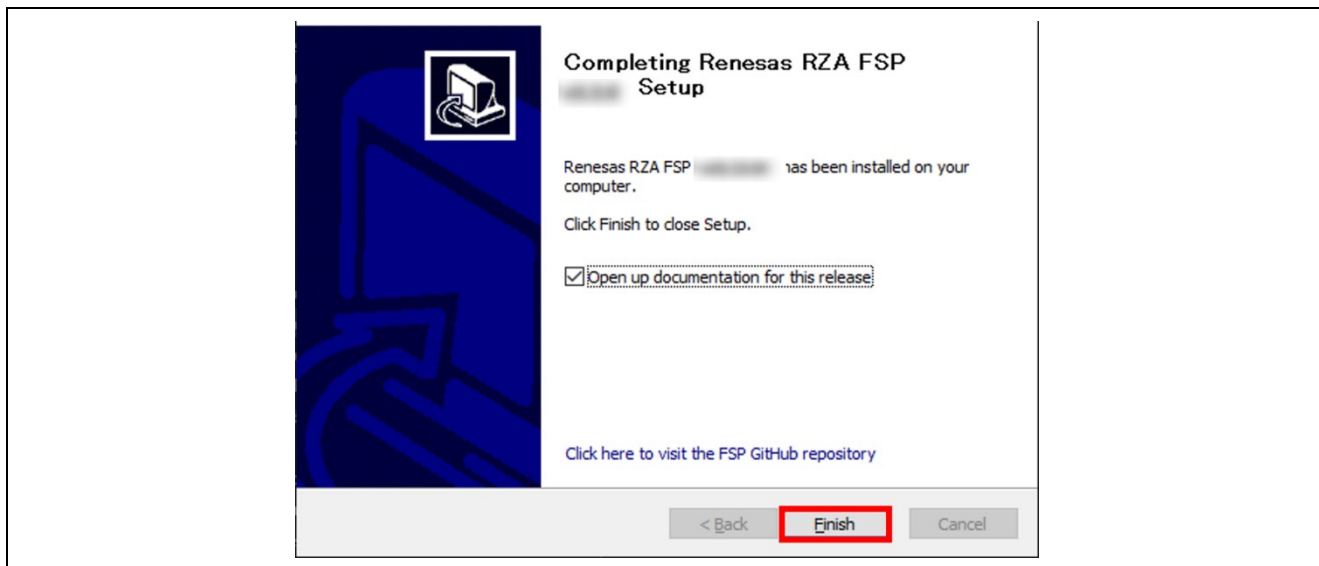 Completing Renesas RZA FSP
Setup
Renesas RZA FSP has been installed on your
computer.
Click Finish to close Setup.
Open up documentation for this release
Click here to visit the FSP GitHub repository
< Back
Finish
Cancel